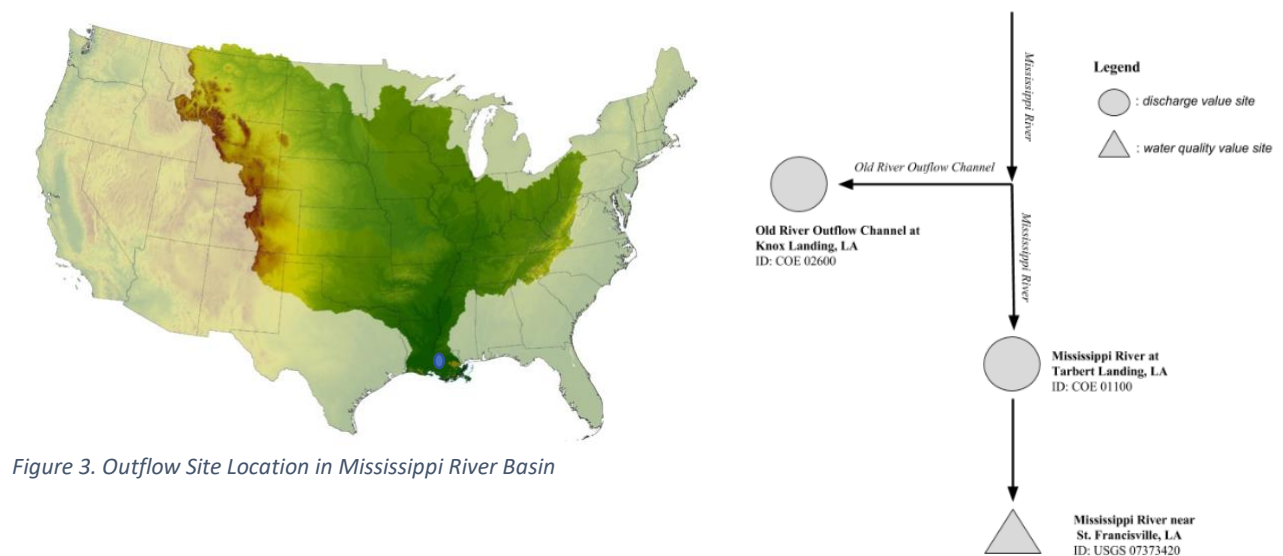 Figure 3. Outflow Site Location in Mississippi River Basin
Mississippi River
Legend
: discharge value site
: water quality value site
Old River Outflow Channel
Old River Outflow Channel at
Knox Landing, LA
ID: COE 02600
Mississippi River
Mississippi River at
Tarbert Landing, LA
ID: COE 01100
Mississippi River near
St. Francisville, LA
ID: USGS 07373420